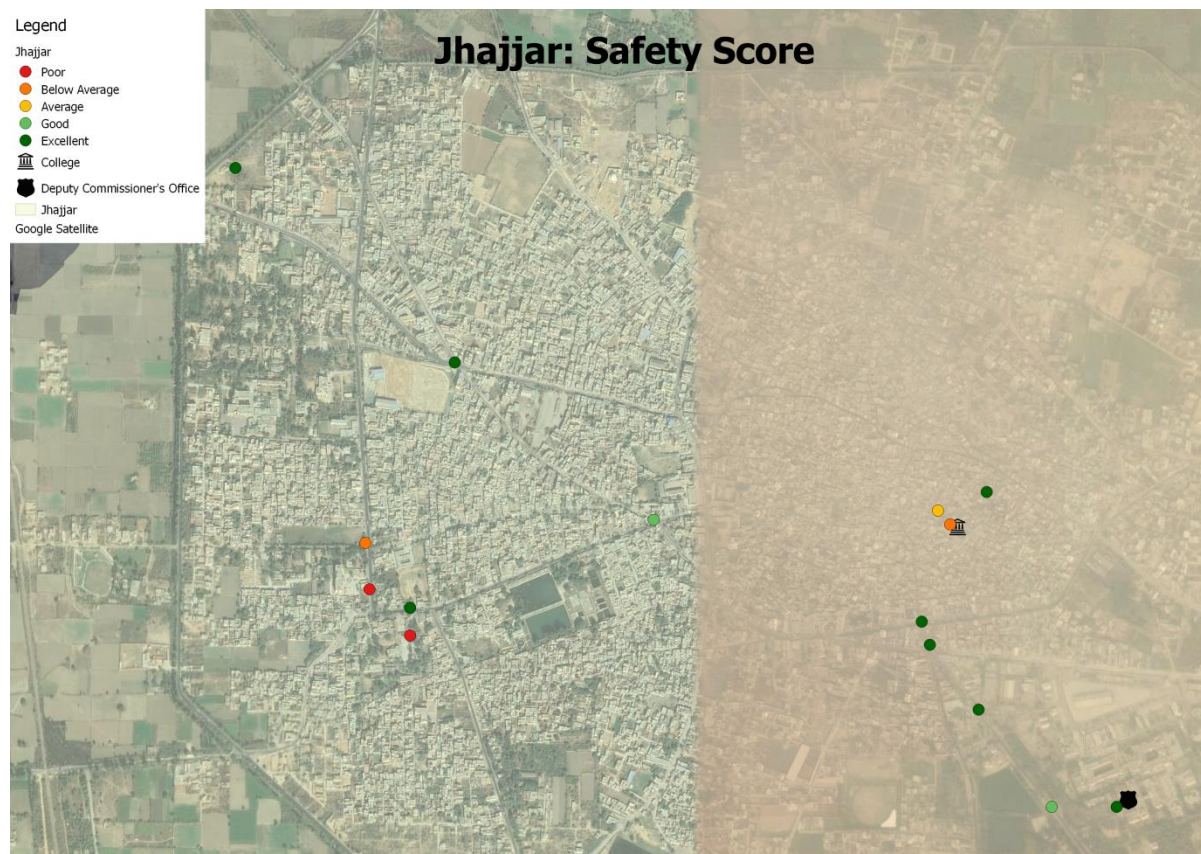 Jhajjar: Safety Score
Legend
Jhajjar
Poor
Below Average
Average
Good
Excellent
College
Deputy Commissioner's Office
Jhajjar
Google Satellite